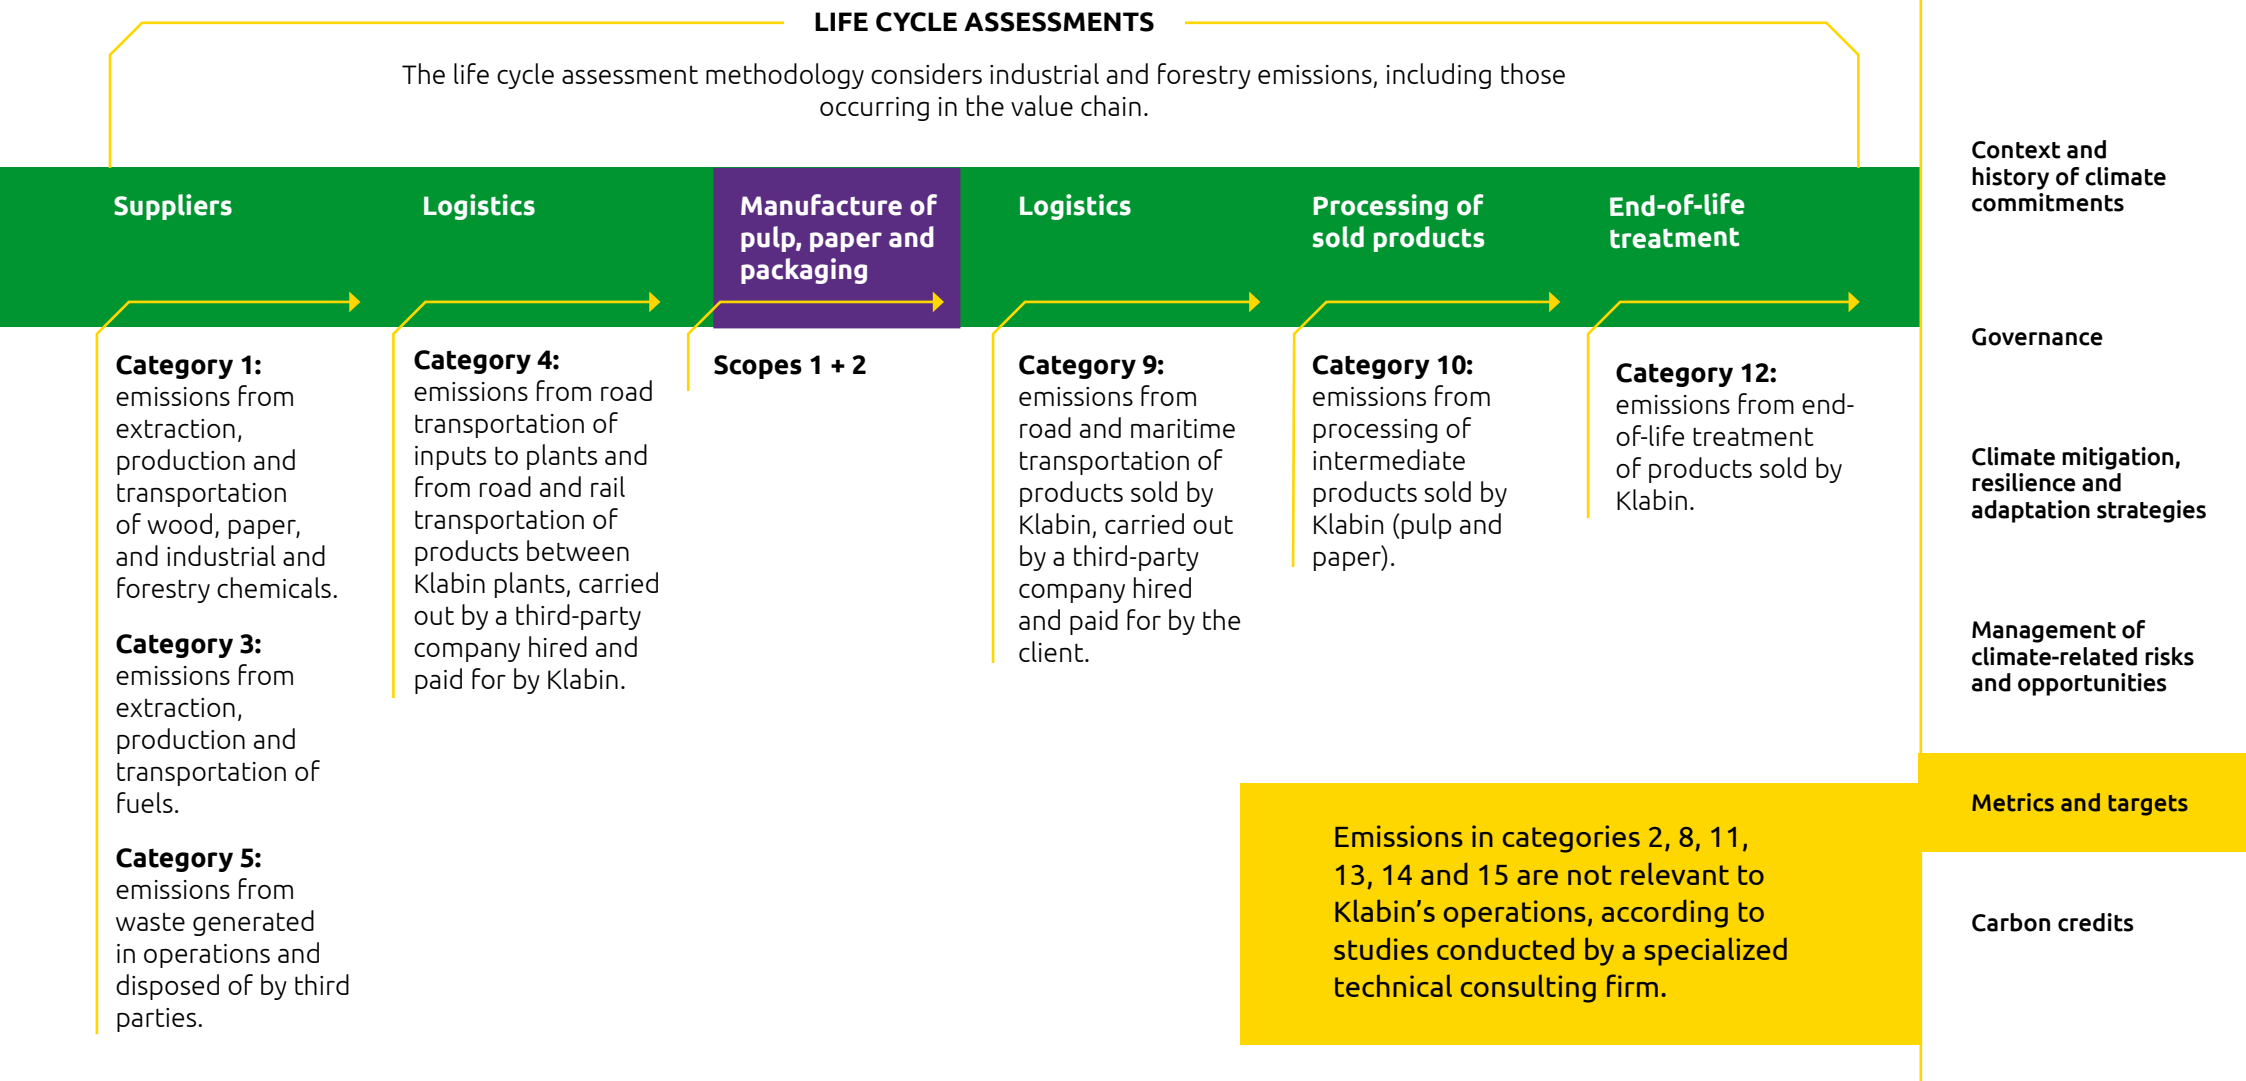 LIFE CYCLE ASSESSMENTS
The life cycle assessment methodology considers industrial and forestry emissions, including those
occurring in the value chain.
Suppliers
Category 1:
emissions from
extraction,
production and
transportation
of wood, paper,
and industrial and
forestry chemicals.
Category 3:
emissions from
extraction,
production and
transportation of
fuels.
Category 5:
emissions from
waste generated
in operations and
disposed of by third
parties.
Logistics
Category 4:
emissions from road
transportation of
inputs to plants and
from road and rail
transportation of
products between
Klabin plants, carried
out by a third-party
company hired and
paid for by Klabin.
Manufacture of
pulp, paper and
packaging
Scopes 1 + 2
Logistics
Category 9:
emissions from
road and maritime
transportation of
products sold by
Klabin, carried out
by a third-party
company hired
and paid for by the
client.
Processing of
sold products
Category 10:
emissions from
processing of
intermediate
products sold by
Klabin (pulp and
paper).
End-of-life
treatment
Category 12:
emissions from end-
of-life treatment
of products sold by
Klabin.
Emissions in categories 2, 8, 11,
13, 14 and 15 are not relevant to
Klabin’s operations, according to
studies conducted by a specialized
technical consulting firm.
Context and
history of climate
commitments
Governance
Climate mitigation,
resilience and
adaptation strategies
Management of
climate-related risks
and opportunities
Metrics and targets
Carbon credits